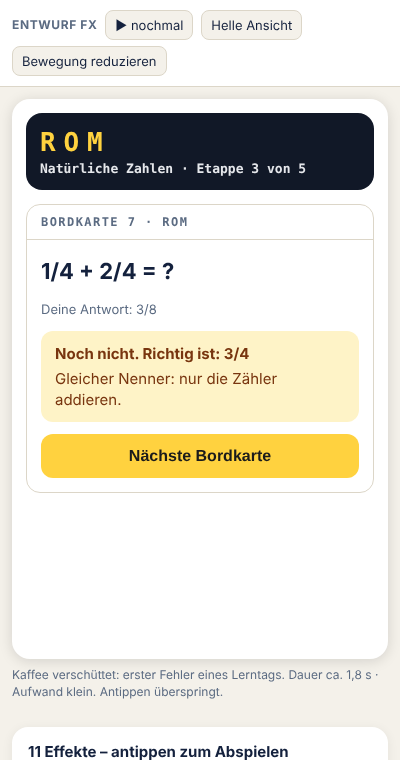 ENTWURF FX ▶ nochmal Helle Ansicht
Bewegung reduzieren
ROM
Natürliche Zahlen · Etappe 3 von 5
BORDKARTE 7 · ROM
1/4 + 2/4 = ?
Deine Antwort: 3/8
Noch nicht. Richtig ist: 3/4
Gleicher Nenner: nur die Zähler
addieren.
Nächste Bordkarte
Kaffee verschüttet: erster Fehler eines Lerntags. Dauer ca. 1,8 s ·
Aufwand klein. Antippen überspringt.
11 Effekte – antippen zum Abspielen